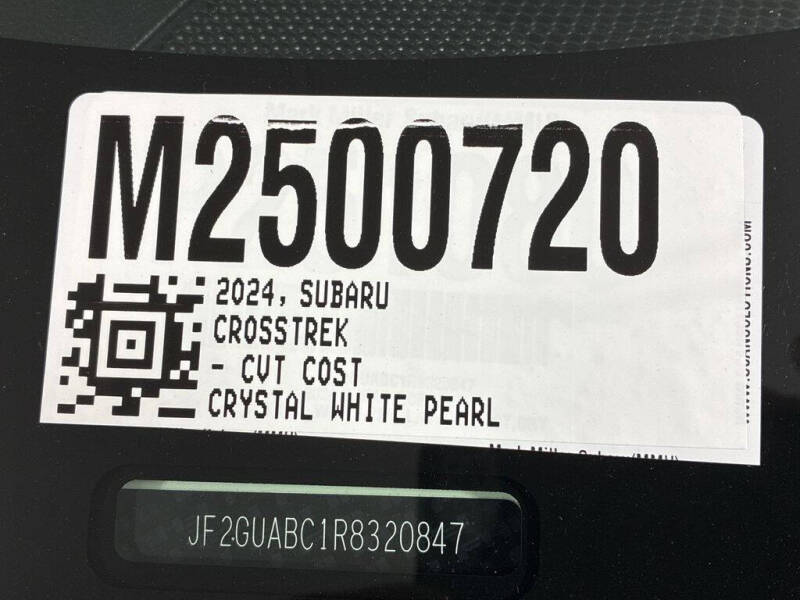 M2500720
2024, SUBARU
CROSSTREK
- CVT COST
CRYSTAL WHITE PEARL
JF2GUABC1R8320847